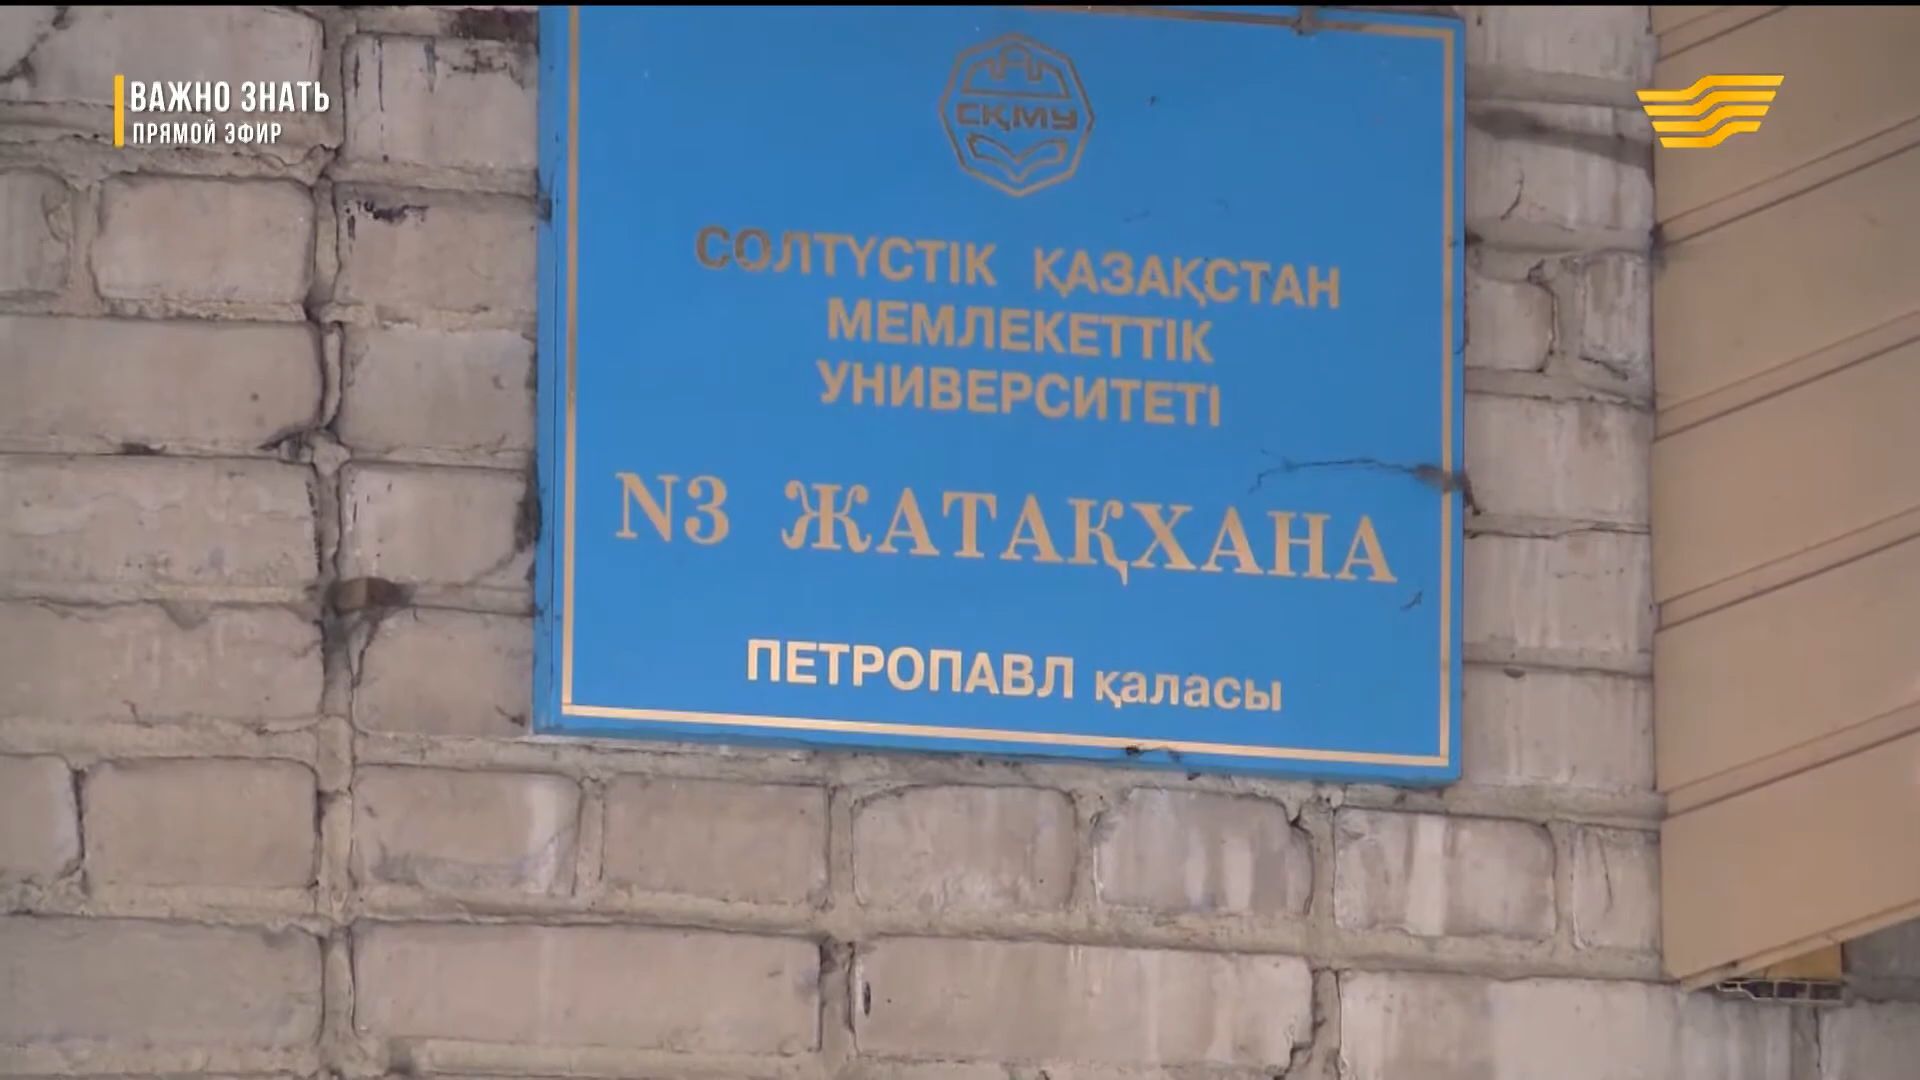 ВАЖНО ЗНАТЬ
ПРЯМОЙ ЭФИР
СҚМУ
СОЛТҮСТІК ҚАЗАҚСТАН
МЕМЛЕКЕТТІК
УНИВЕРСИТЕТІ
N3 ЖАТАҚХАНА
ПЕТРОПАВЛ қаласы